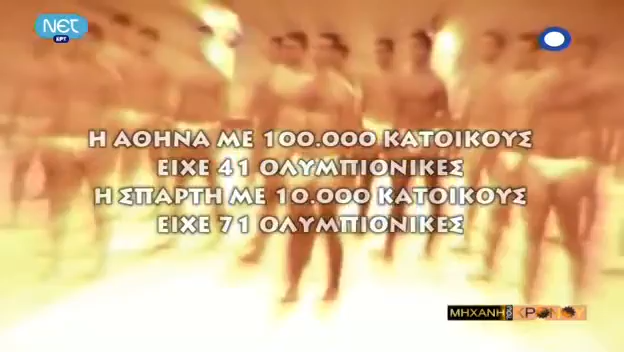 NET
ΕΡΤ
Η ΑΘΗΝΑ ΜΕ 100.000 ΚΑΤΟΙΚΟΥΣ
ΕΙΧΕ 41 ΟΛΥΜΠΙΟΝΙΚΕΣ
Η ΣΠΑΡΤΗ ΜΕ 10.000 ΚΑΤΟΙΚΟΥΣ
ΕΙΧΕ 71 ΟΛΥΜΠΙΟΝΙΚΕΣ
ΜΗΧΑΝΗ ΤΟΥ ΧΡΟΝΟΥ